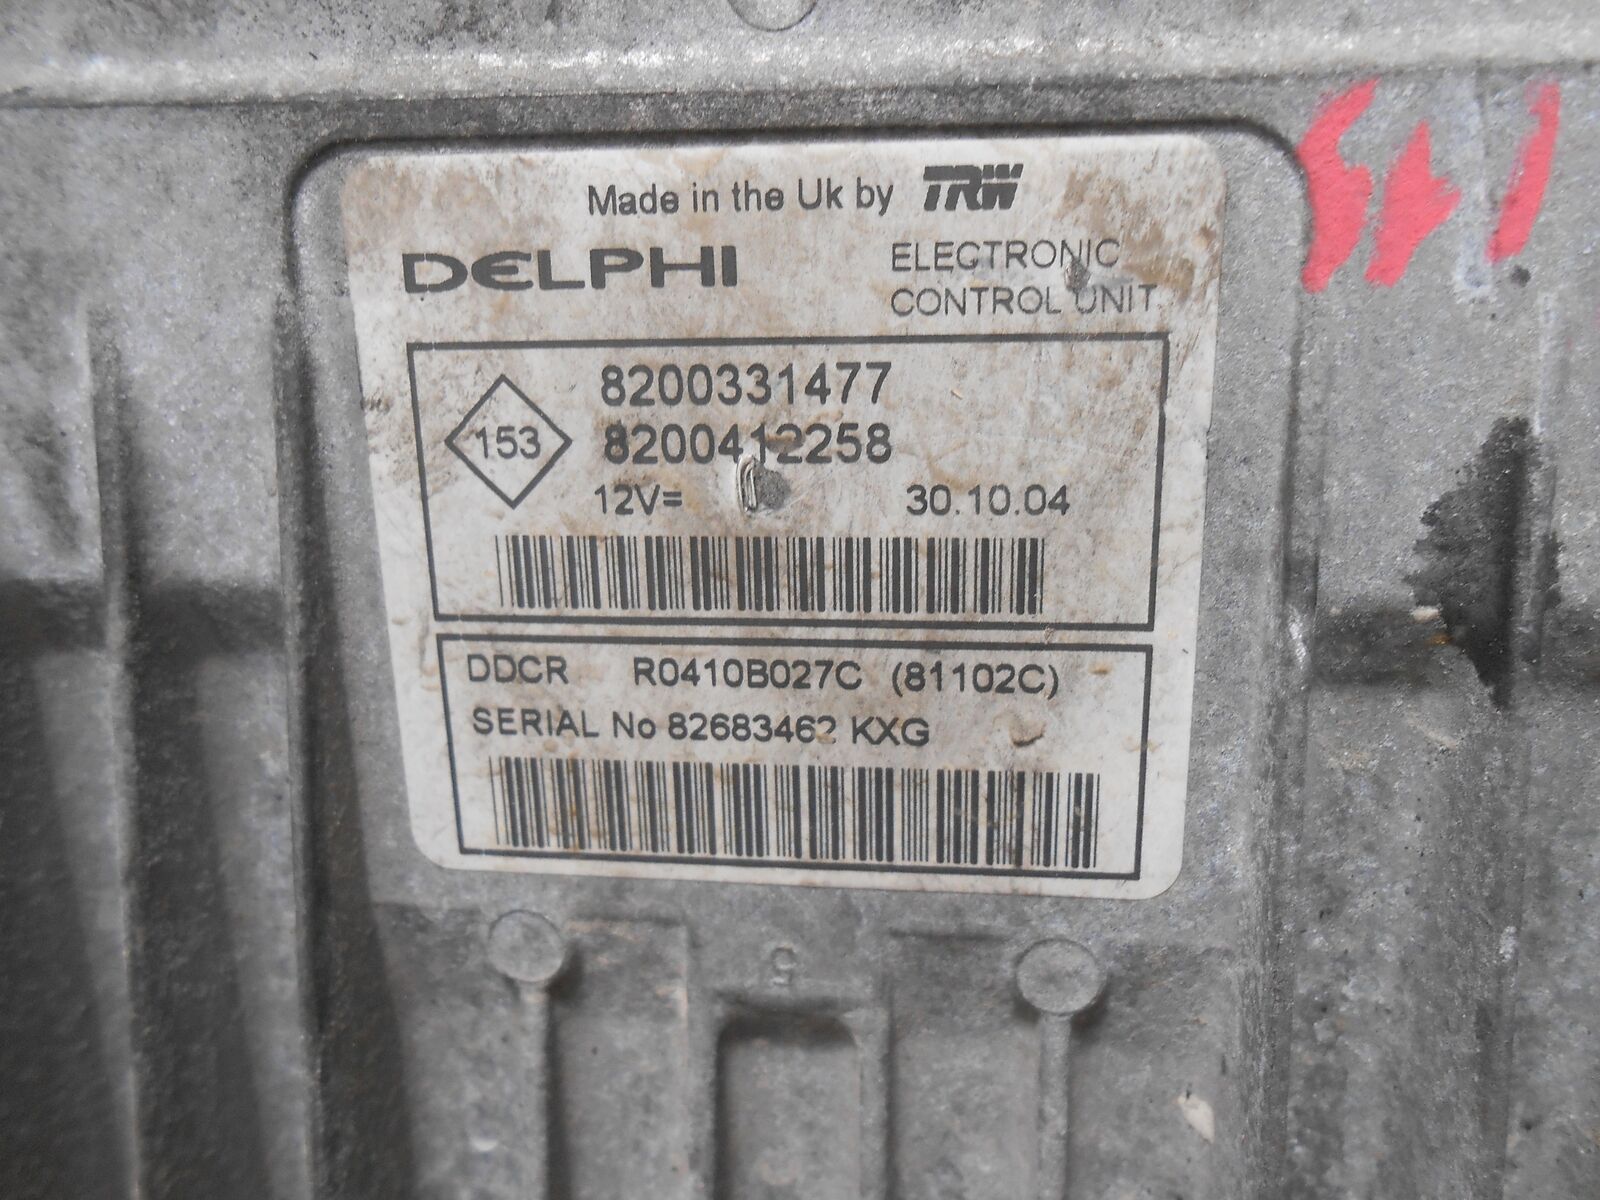 Made in the Uk by TRW
DELPHI
ELECTRONIC
CONTROL UNIT
8200331477
153
8200412258
12V=
30.10.04
DDCR R0410B027C (81102C)
SERIAL No 82683462 KXG